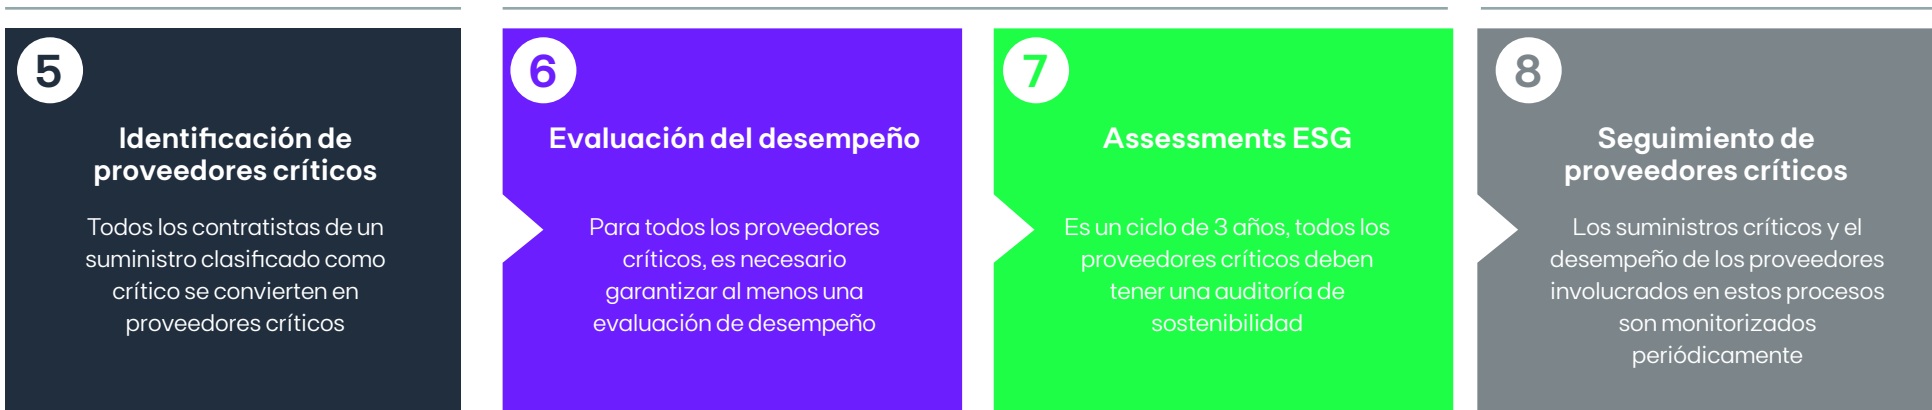 5
Identificación de
proveedores críticos
Todos los contratistas de un
suministro clasificado como
crítico se convierten en
proveedores críticos
6
Evaluación del desempeño
Para todos los proveedores
críticos, es necesario
garantizar al menos una
evaluación de desempeño
7
Assessments ESG
Es un ciclo de 3 años, todos los
proveedores críticos deben
tener una auditoría de
sostenibilidad
8
Seguimiento de
proveedores críticos
Los suministros críticos y el
desempeño de los proveedores
involucrados en estos procesos
son monitorizados
periódicamente